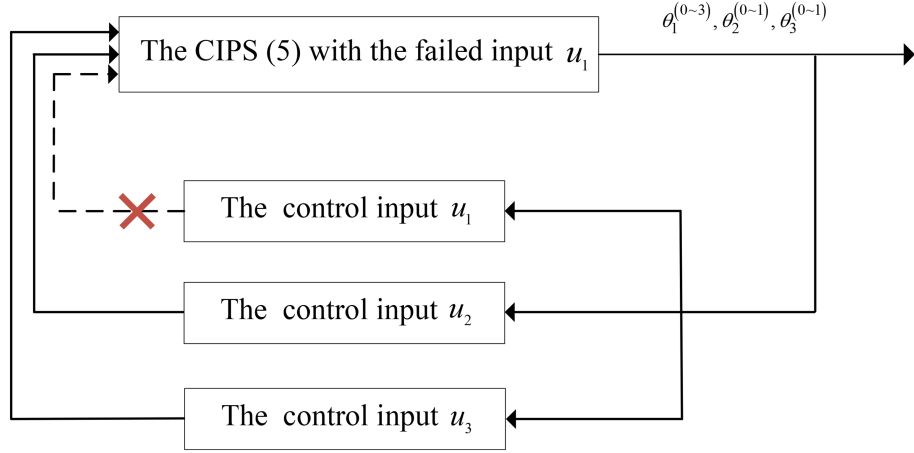 θ₁⁽⁰~³⁾, θ₂⁽⁰~¹⁾, θ₃⁽⁰~¹⁾
The CIPS (5) with the failed input u₁
The control input u₁
The control input u₂
The control input u₃